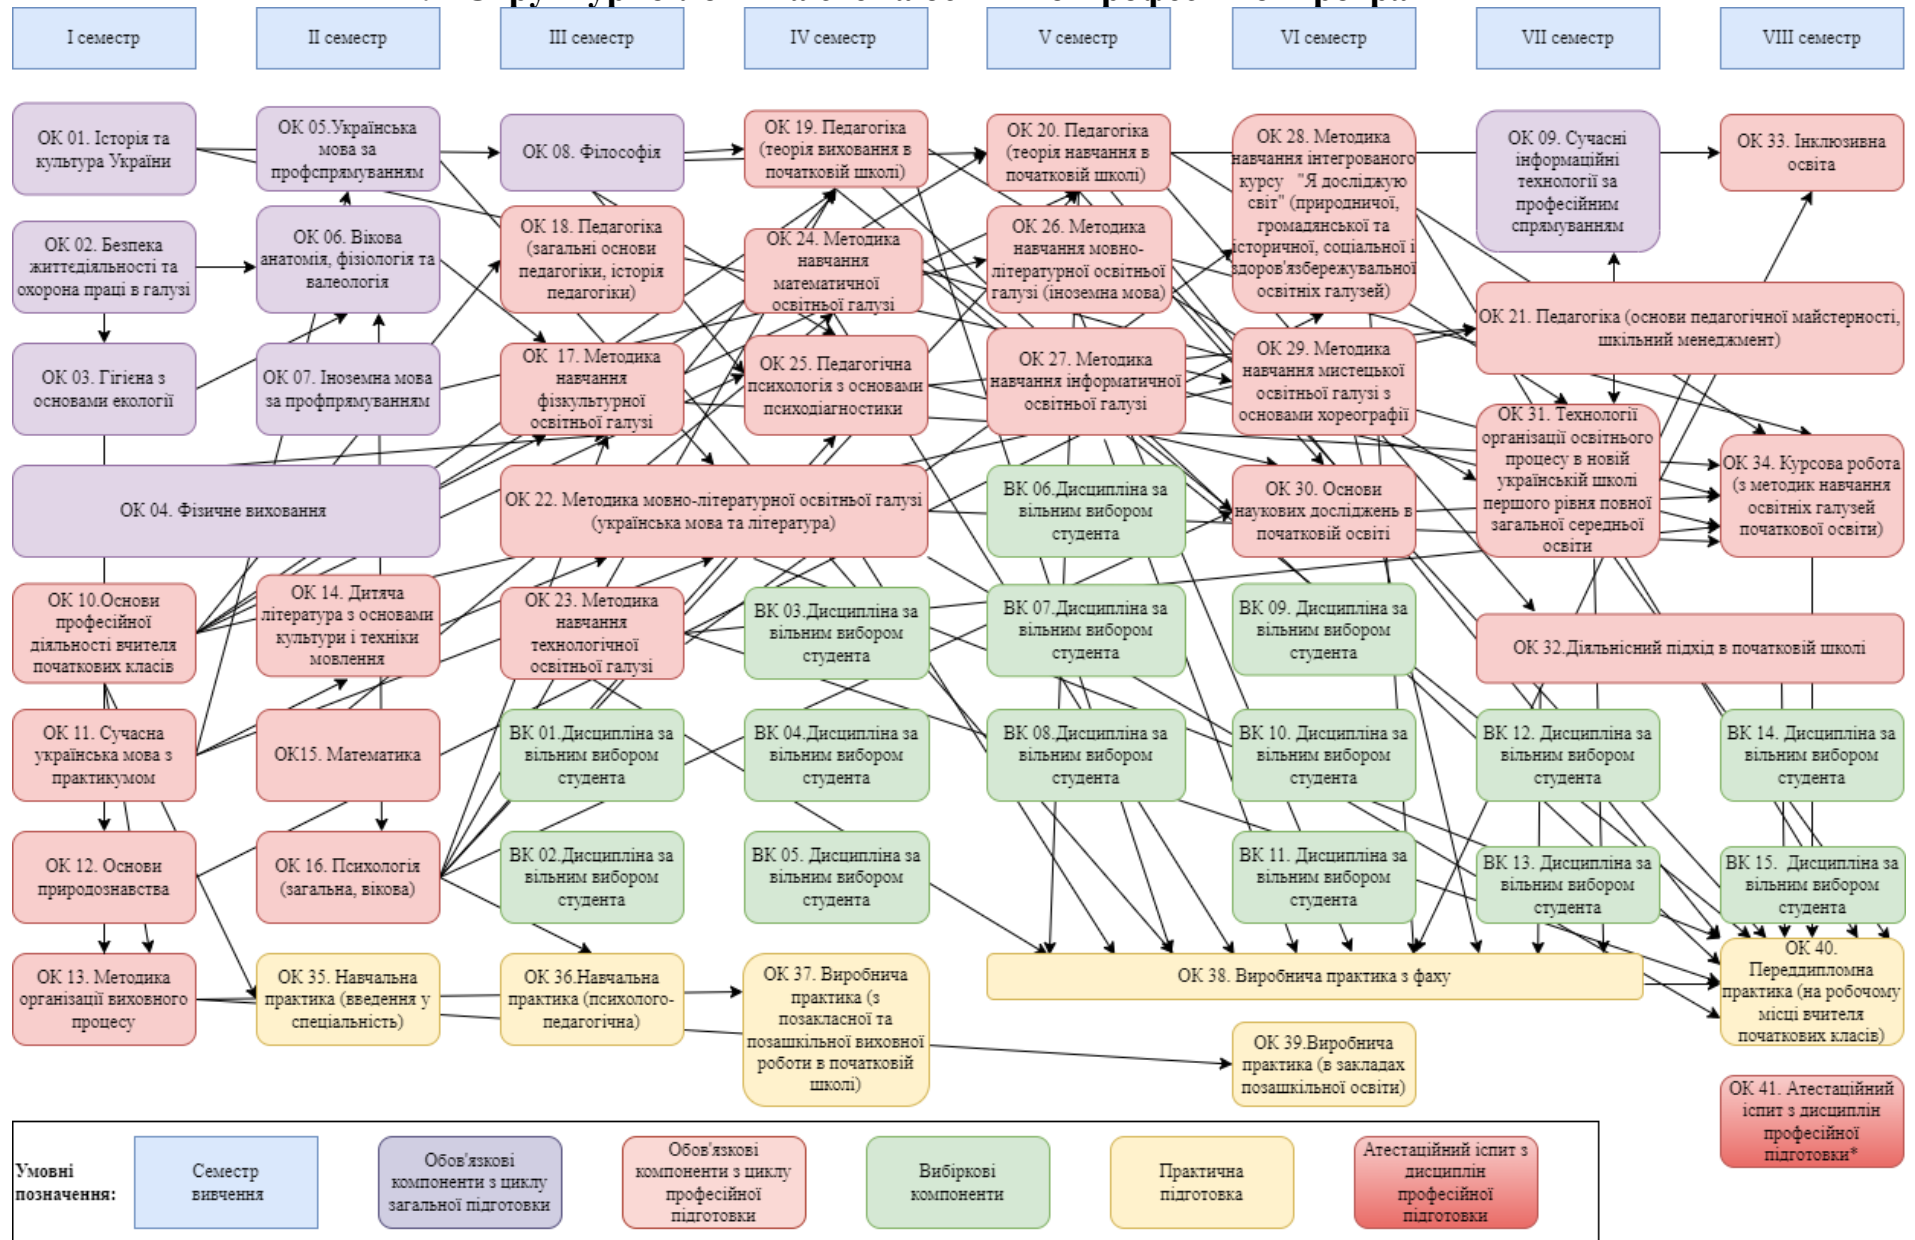 І семестр
ІІ семестр
ІІІ семестр
IV семестр
V семестр
VI семестр
VII семестр
VIII семестр
ОК 01. Історія та
культура України
ОК 05.Українська
мова за
профспрямуванням
ОК 08. Філософія
ОК 19. Педагогіка
(теорія виховання в
початковій школі)
ОК 20. Педагогіка
(теорія навчання в
початковій школі)
ОК 28. Методика
навчання інтегрованого
курсу "Я досліджую
світ" (природничої,
громадянської та
історичної, соціальної і
здоров'язбережувальної
освітніх галузей)
ОК 09. Сучасні
інформаційні
технології за
професійним
спрямуванням
ОК 33. Інклюзивна
освіта
ОК 02. Безпека
життєдіяльності та
охорона праці в галузі
ОК 06. Вікова
анатомія, фізіологія та
валеологія
ОК 18. Педагогіка
(загальні основи
педагогіки, історія
педагогіки)
ОК 24. Методика
навчання
математичної
освітньої галузі
ОК 26. Методика
навчання мовно-
літературної освітньої
галузі (іноземна мова)
ОК 21. Педагогіка (основи педагогічної майстерності,
шкільний менеджмент)
ОК 03. Гігієна з
основами екології
ОК 07. Іноземна мова
за профпрямуванням
ОК 17. Методика
навчання
фізкультурної
освітньої галузі
ОК 25. Педагогічна
психологія з основами
психодіагностики
ОК 27. Методика
навчання інформатичної
освітньої галузі
ОК 29. Методика
навчання мистецької
освітньої галузі з
основами хореографії
ОК 31. Технології
організації освітнього
процесу в новій
українській школі
першого рівня повної
загальної середньої
освіти
ОК 34. Курсова робота
(з методик навчання
освітніх галузей
початкової освіти)
ОК 04. Фізичне виховання
ОК 22. Методика мовно-літературної освітньої галузі
(українська мова та література)
ВК 06.Дисципліна за
вільним вибором
студента
ОК 30. Основи
наукових досліджень в
початковій освіті
ОК 10.Основи
професійної
діяльності вчителя
початкових класів
ОК 14. Дитяча
література з основами
культури і техніки
мовлення
ОК 23. Методика
навчання
технологічної
освітньої галузі
ВК 03.Дисципліна за
вільним вибором
студента
ВК 07.Дисципліна за
вільним вибором
студента
ВК 09. Дисципліна за
вільним вибором
студента
ОК 32.Діяльнісний підхід в початковій школі
ОК 11. Сучасна
українська мова з
практикумом
ОК15. Математика
ВК 01.Дисципліна за
вільним вибором
студента
ВК 04.Дисципліна за
вільним вибором
студента
ВК 08.Дисципліна за
вільним вибором
студента
ВК 10. Дисципліна за
вільним вибором
студента
ВК 12. Дисципліна за
вільним вибором
студента
ВК 14. Дисципліна за
вільним вибором
студента
ОК 12. Основи
природознавства
ОК 16. Психологія
(загальна, вікова)
ВК 02.Дисципліна за
вільним вибором
студента
ВК 05. Дисципліна за
вільним вибором
студента
ВК 11. Дисципліна за
вільним вибором
студента
ВК 13. Дисципліна за
вільним вибором
студента
ВК 15. Дисципліна за
вільним вибором
студента
ОК 13. Методика
організації виховного
процесу
ОК 35. Навчальна
практика (введення у
спеціальність)
ОК 36.Навчальна
практика (психолого-
педагогічна)
ОК 37. Виробнича
практика (з
позакласної та
позашкільної виховної
роботи в початковій
школі)
ОК 38. Виробнича практика з фаху
ОК 39.Виробнича
практика (в закладах
позашкільної освіти)
ОК 40.
Переддипломна
практика (на робочому
місці вчителя
початкових класів)
ОК 41. Атестаційний
іспит з дисциплін
професійної
підготовки*
Умовні
позначення:
Семестр
вивчення
Обов'язкові
компоненти з циклу
загальної підготовки
Обов'язкові
компоненти з циклу
професійної
підготовки
Вибіркові
компоненти
Практична
підготовка
Атестаційний іспит з
дисциплін
професійної
підготовки